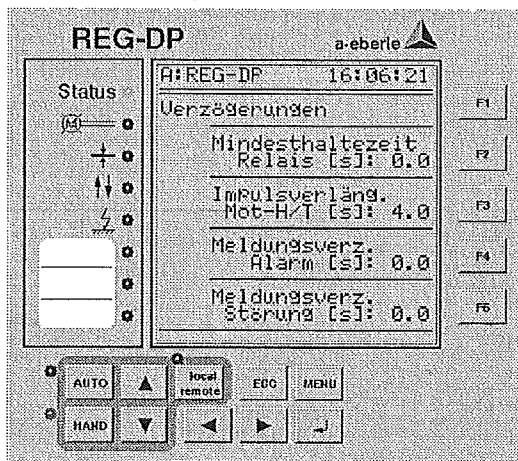 REG-DP
a-eberle
Status
A:REG-DP 16:06:21
Verzögerungen
Mindesthaltezeit
Relais [s]: 0.0
Impulsverläng.
Mot-H/T [s]: 4.0
Meldungsverz.
Alarm [s]: 0.0
Meldungsverz.
Störung [s]: 0.0
M
F1
F2
F3
F4
F5
AUTO
local
remote
ESC
MENU
HAND